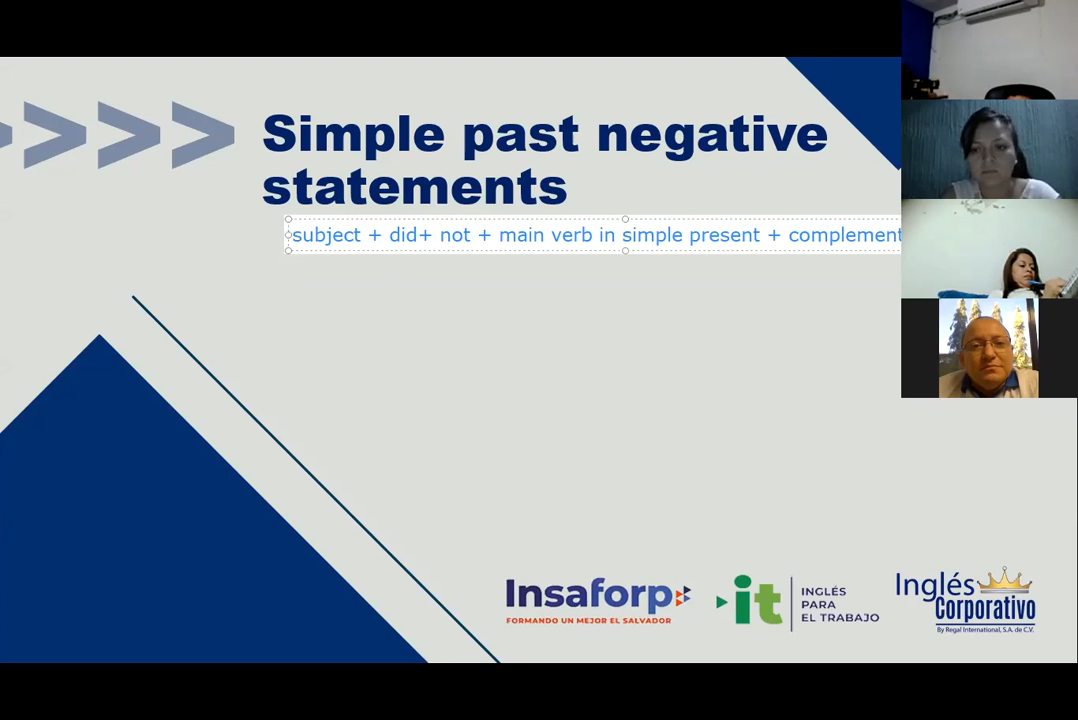 Simple past negative
statements
subject + did+ not + main verb in simple present + complement
Insaforp
FORMANDO UN MEJOR EL SALVADOR
it
INGLÉS
PARA
EL TRABAJO
Inglés
Corporativo
By Regal International, S.A. de C.V.